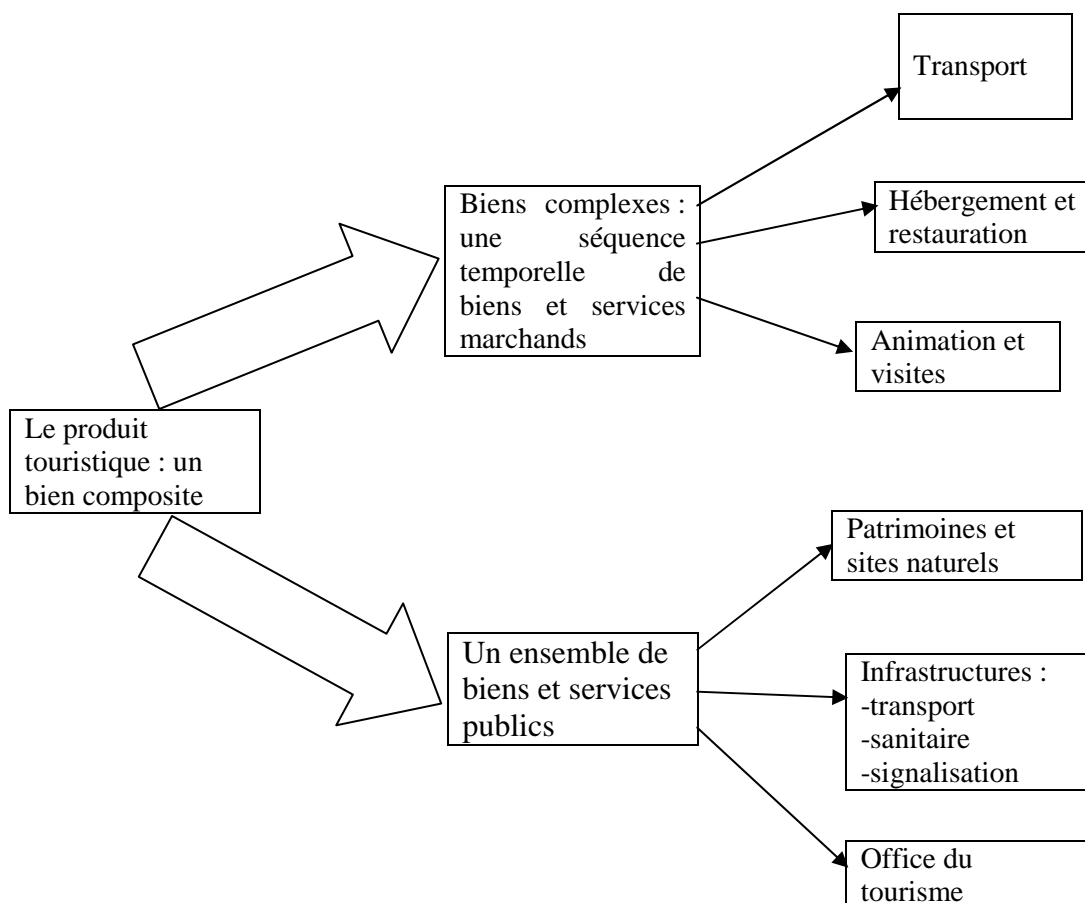 Le produit
touristique : un
bien composite
Biens complexes :
une séquence
temporelle de
biens et services
marchands
Transport
Hébergement et
restauration
Animation et
visites
Un ensemble de
biens et services
publics
Patrimoines et
sites naturels
Infrastructures :
-transport
-sanitaire
-signalisation
Office du
tourisme